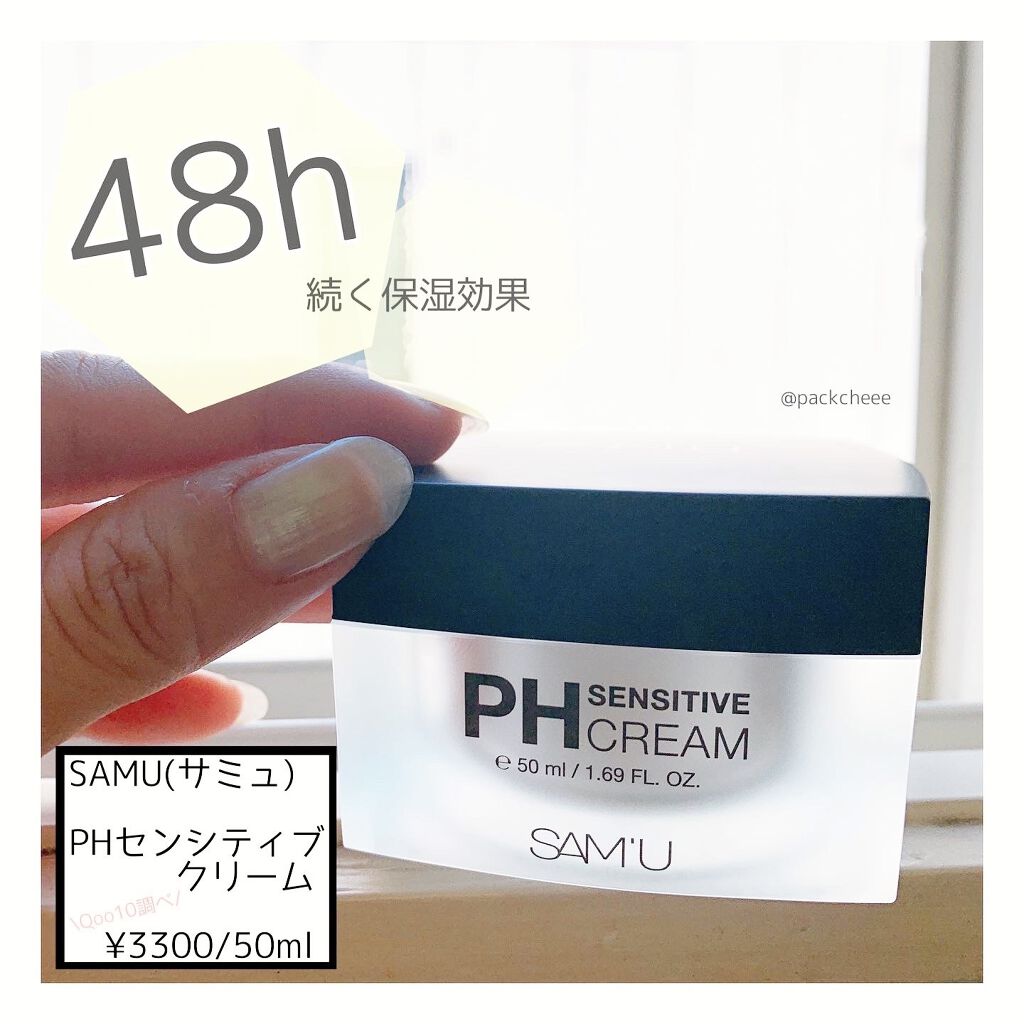 48h
続く保湿効果
@packcheee
PH SENSITIVE
CREAM
℮ 50 ml / 1.69 FL. OZ.
SAM'U
SAMU(サミュ)
PHセンシティブ
クリーム
\Qoo10調べ/
¥3300/50ml